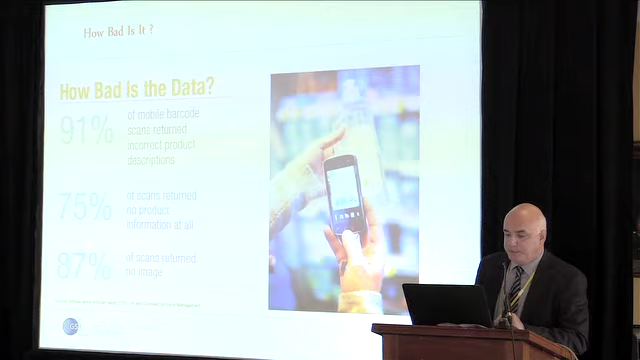 How Bad Is It ?
How Bad Is the Data?
91%
of mobile barcode
scans returned
incorrect product
descriptions
75%
of scans returned
no product
information at all
87%
of scans returned
no image
GS1